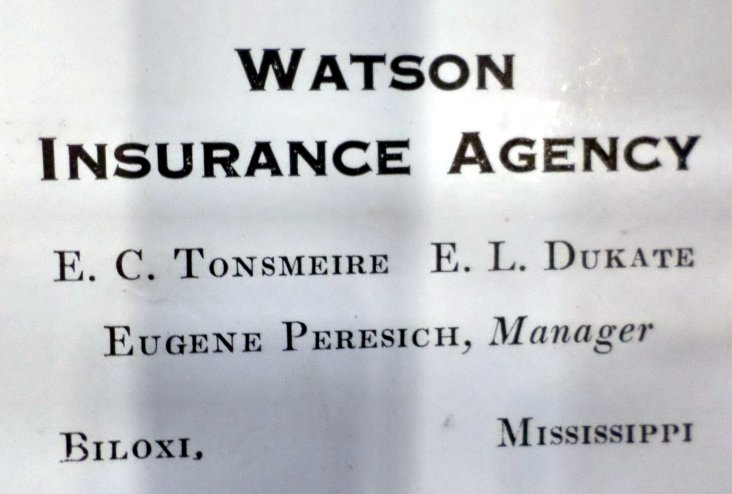 WATSON
INSURANCE AGENCY
E. C. TONSMEIRE E. L. DUKATE
EUGENE PERESICH, Manager
BILOXI, MISSISSIPPI